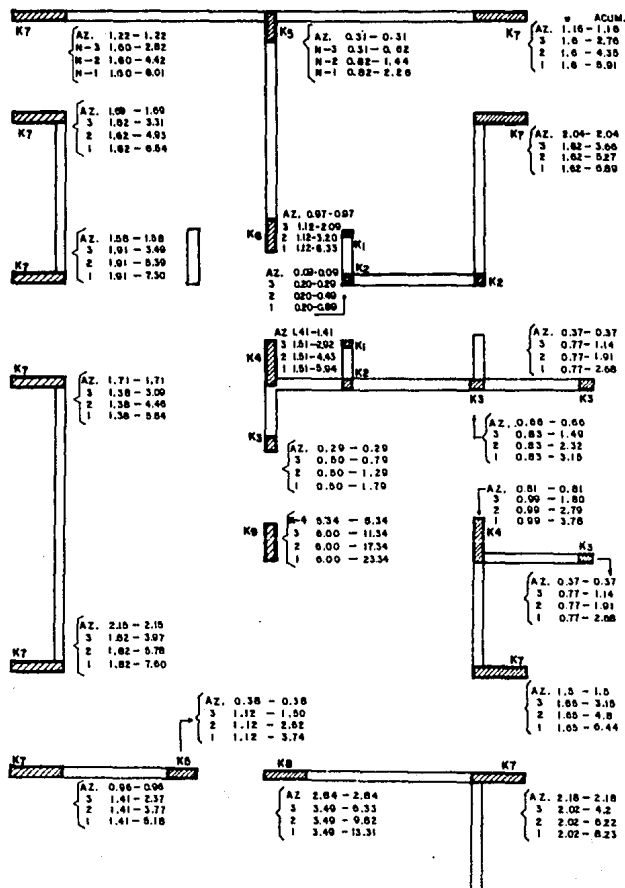 w ACUM.
K7
AZ. 1.22 - 1.22
N-3 1.60 - 2.82
N-2 1.60 - 4.42
N-1 1.60 - 6.01
K5
AZ. 0.31 - 0.31
N-3 0.31 - 0.62
N-2 0.82 - 1.44
N-1 0.82 - 2.26
K7
AZ. 1.16 - 1.16
3 1.6 - 2.76
2 1.6 - 4.35
1 1.6 - 5.91
K7
AZ. 1.69 - 1.69
3 1.62 - 3.31
2 1.62 - 4.93
1 1.62 - 6.54
K7
AZ. 2.04 - 2.04
3 1.62 - 3.66
2 1.62 - 5.27
1 1.62 - 6.89
K7
AZ. 1.58 - 1.58
3 1.91 - 3.49
2 1.91 - 5.39
1 1.91 - 7.30
K6
AZ. 0.97 - 0.97
3 1.12 - 2.09
2 1.12 - 3.20
1 1.12 - 6.33
K1
K2
AZ 0.09 - 0.09
3 0.20 - 0.29
2 0.20 - 0.49
1 0.20 - 0.69
K2
K4
AZ 1.41 - 1.41
3 1.51 - 2.92
2 1.51 - 4.43
1 1.51 - 5.94
K1
K2
AZ. 0.37 - 0.37
3 0.77 - 1.14
2 0.77 - 1.91
1 0.77 - 2.68
K3
K3
K7
AZ. 1.71 - 1.71
3 1.38 - 3.09
2 1.38 - 4.46
1 1.38 - 5.84
K3
AZ. 0.29 - 0.29
3 0.50 - 0.79
2 0.50 - 1.29
1 0.50 - 1.79
AZ. 0.66 - 0.66
3 0.83 - 1.49
2 0.83 - 2.32
1 0.83 - 3.15
AZ. 0.81 - 0.81
3 0.99 - 1.80
2 0.99 - 2.79
1 0.99 - 3.78
K4
K9
N-4 5.34 - 5.34
3 6.00 - 11.34
2 6.00 - 17.34
1 6.00 - 23.34
K3
AZ. 0.37 - 0.37
3 0.77 - 1.14
2 0.77 - 1.91
1 0.77 - 2.68
K7
AZ. 2.15 - 2.15
3 1.82 - 3.97
2 1.82 - 5.78
1 1.82 - 7.60
K7
AZ. 1.5 - 1.5
3 1.65 - 3.15
2 1.65 - 4.8
1 1.65 - 6.44
AZ. 0.38 - 0.38
3 1.12 - 1.50
2 1.12 - 2.62
1 1.12 - 3.74
K7
K5
AZ. 0.96 - 0.96
3 1.41 - 2.37
2 1.41 - 3.77
1 1.41 - 5.18
K8
AZ. 2.84 - 2.84
3 3.49 - 6.33
2 3.49 - 9.82
1 3.49 - 13.31
K7
AZ. 2.18 - 2.18
3 2.02 - 4.2
2 2.02 - 6.22
1 2.02 - 8.23